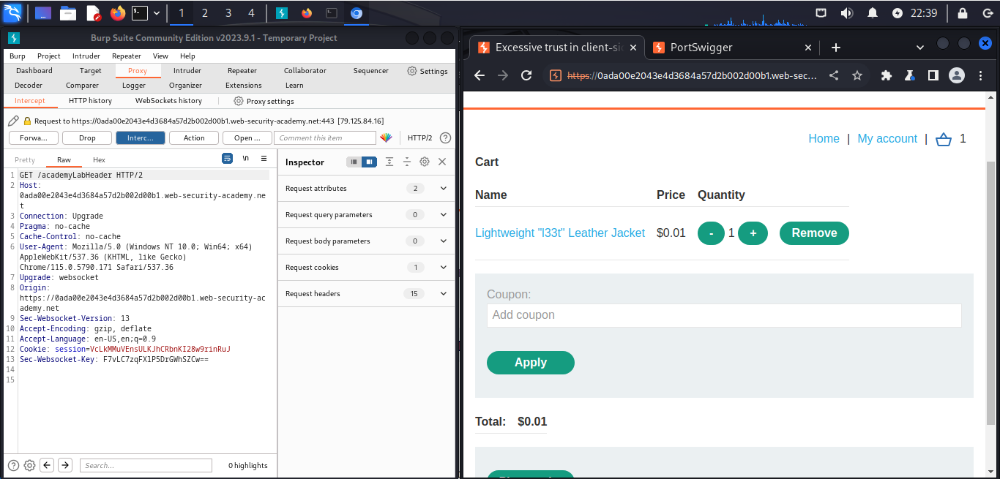 1 2 3 4 22:39
Burp Suite Community Edition v2023.9.1 - Temporary Project
Burp Project Intruder Repeater View Help
Dashboard Target Proxy Intruder Repeater Collaborator Sequencer Settings
Decoder Comparer Logger Organizer Extensions Learn
Intercept HTTP history WebSockets history Proxy settings
Request to https://0ada00e2043e4d3684a57d2b002d00b1.web-security-academy.net:443 [79.125.84.16]
Forwa... Drop Interc... Action Open ... Comment this item HTTP/2
Pretty Raw Hex \n
1 GET /academyLabHeader HTTP/2
2 Host:
0ada00e2043e4d3684a57d2b002d00b1.web-security-academy.ne
t
3 Connection: Upgrade
4 Pragma: no-cache
5 Cache-Control: no-cache
6 User-Agent: Mozilla/5.0 (Windows NT 10.0; Win64; x64)
AppleWebKit/537.36 (KHTML, like Gecko)
Chrome/115.0.5790.171 Safari/537.36
7 Upgrade: websocket
8 Origin:
https://0ada00e2043e4d3684a57d2b002d00b1.web-security-ac
ademy.net
9 Sec-Websocket-Version: 13
10 Accept-Encoding: gzip, deflate
11 Accept-Language: en-US,en;q=0.9
12 Cookie: session=VcLkMMuVEnsULKJhCRbnKI28w9rinRuJ
13 Sec-Websocket-Key: F7vLC7zqFXlP5DrGWhSZCw==
14
15
Search... 0 highlights
Inspector
Request attributes 2
Request query parameters 0
Request body parameters 0
Request cookies 1
Request headers 15
Excessive trust in client-si PortSwigger
https://0ada00e2043e4d3684a57d2b002d00b1.web-sec...
Home | My account | 1
Cart
Name Price Quantity
Lightweight "l33t" Leather Jacket $0.01 - 1 + Remove
Coupon:
Add coupon
Apply
Total: $0.01